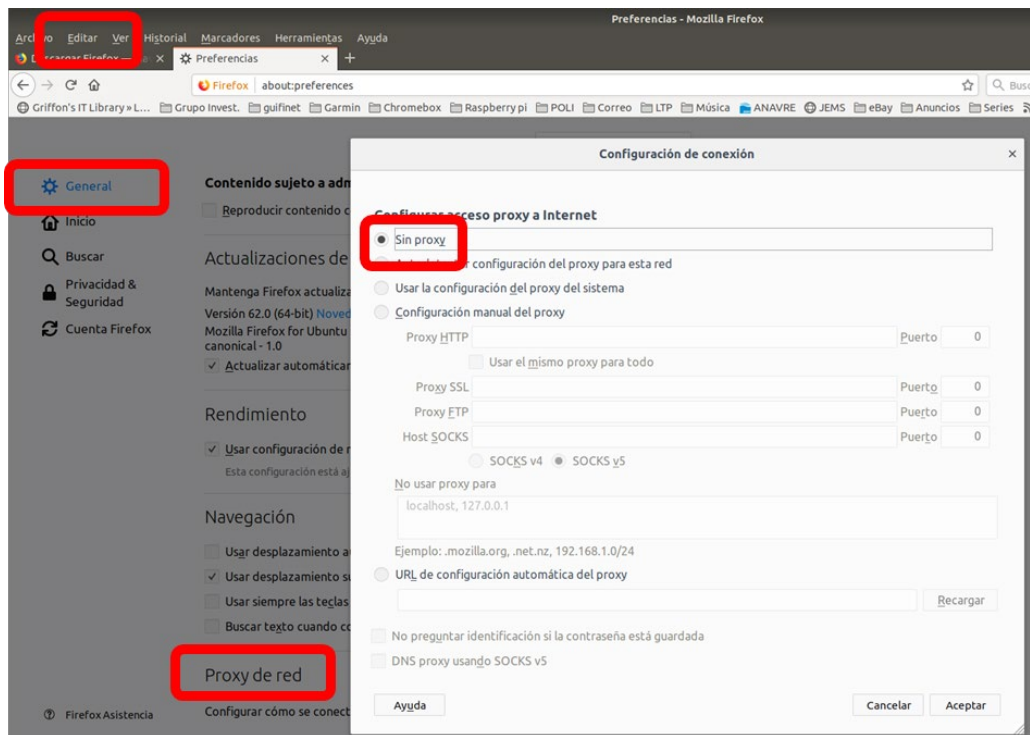 Preferencias - Mozilla Firefox
Editar Ver Historial Marcadores Herramientas Ayuda
Firefox Preferencias
Firefox about:preferences
Griffon's IT Library » L... Grupo Invest. guifinet Garmin Chromebox Raspberry pi POLI Correo LTP Música ANAVRE JEMS eBay Anuncios Series
Configuración de conexión
General
Inicio
Buscar
Privacidad &
Seguridad
Cuenta Firefox
Firefox Asistencia
Contenido sujeto a
Reproducir contenido
Actualizaciones de
Mantenga Firefox
Versión 62.0 (64-bit)
Mozilla Firefox for Ubuntu
canonical - 1.0
Actualizar
Rendimiento
Usar configuración de
Esta configuración está
Navegación
Usar desplazamiento
Usar desplazamiento
Usar siempre las teclas
Buscar texto cuando
Proxy de red
Configurar cómo se
Configurar acceso proxy a Internet
Sin proxy
configuración del proxy para esta red
Usar la configuración del proxy del sistema
Configuración manual del proxy
Proxy HTTP Puerto 0
Usar el mismo proxy para todo
Proxy SSL Puerto 0
Proxy FTP Puerto 0
Host SOCKS Puerto 0
SOCKS v4 SOCKS v5
No usar proxy para
localhost, 127.0.0.1
Ejemplo: .mozilla.org, .net.nz, 192.168.1.0/24
URL de configuración automática del proxy
Recargar
No preguntar identificación si la contraseña está guardada
DNS proxy usando SOCKS v5
Ayuda Cancelar Aceptar